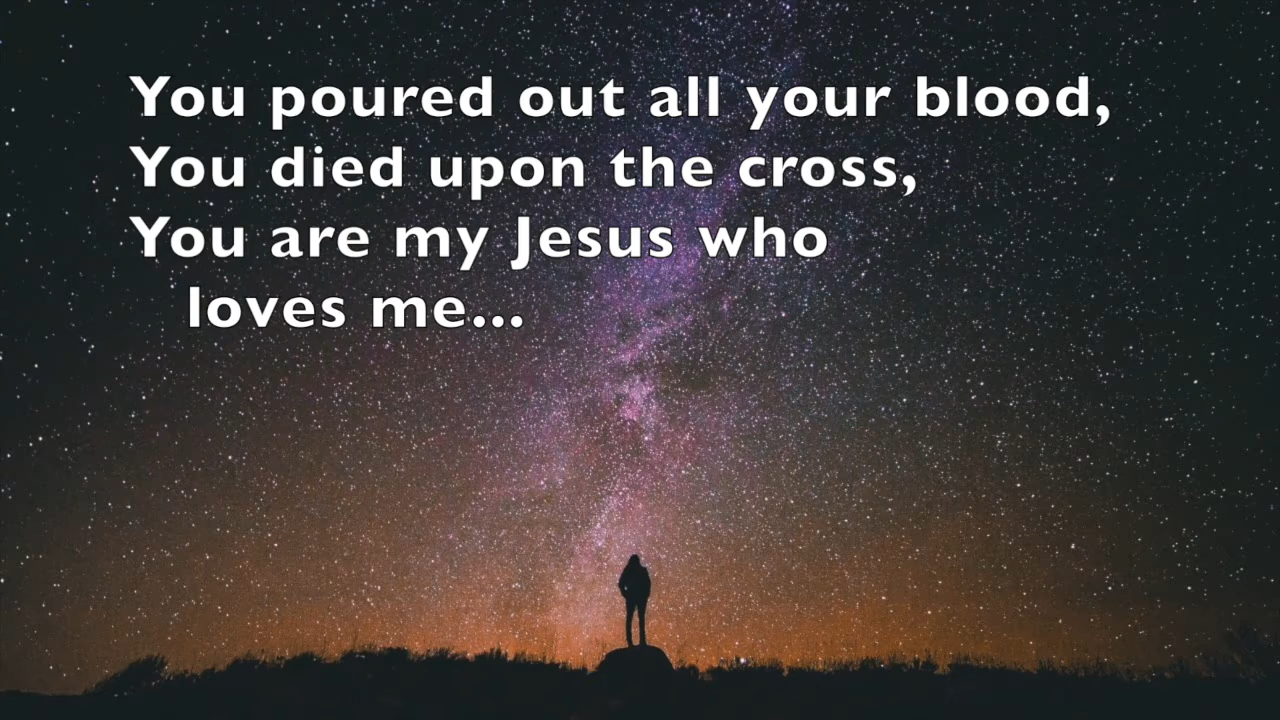 You poured out all your blood,
You died upon the cross,
You are my Jesus who
loves me...